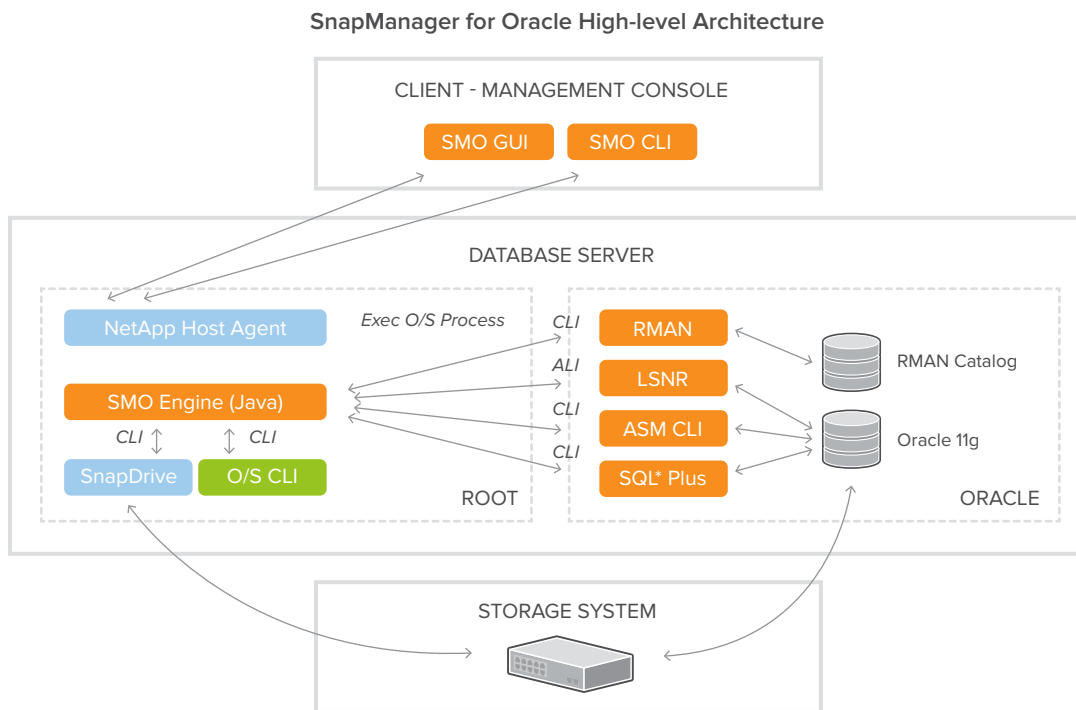 SnapManager for Oracle High-level Architecture
CLIENT - MANAGEMENT CONSOLE
SMO GUI
SMO CLI
DATABASE SERVER
NetApp Host Agent
Exec O/S Process
SMO Engine (Java)
CLI
CLI
SnapDrive
O/S CLI
ROOT
CLI
RMAN
ALI
LSNR
CLI
ASM CLI
CLI
SQL* Plus
RMAN Catalog
Oracle 11g
ORACLE
STORAGE SYSTEM